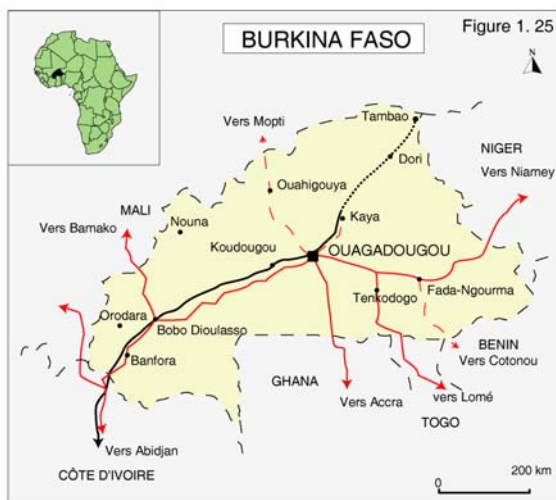 Figure 1. 25
BURKINA FASO
N
Tambao
Vers Mopti
Dori
NIGER
Vers Niamey
Ouahigouya
MALI
Kaya
Nouna
Vers Bamako
Koudougou
OUAGADOUGOU
Fada-Ngourma
Tenkodogo
Orodara
Bobo Dioulasso
BENIN
Banfora
Vers Cotonou
GHANA
Vers Accra
vers Lomé
TOGO
Vers Abidjan
CÔTE D'IVOIRE
0
200 km